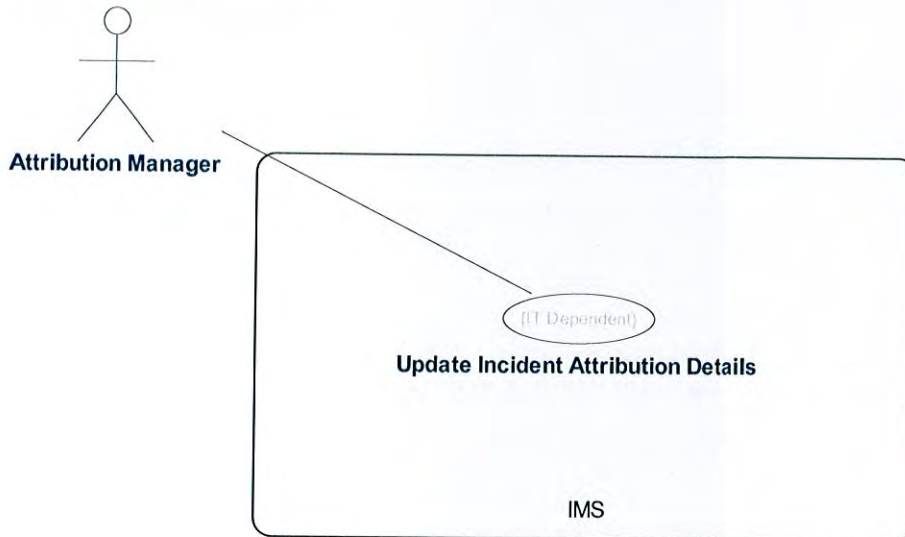 Attribution Manager
{IT Dependent}
Update Incident Attribution Details
IMS